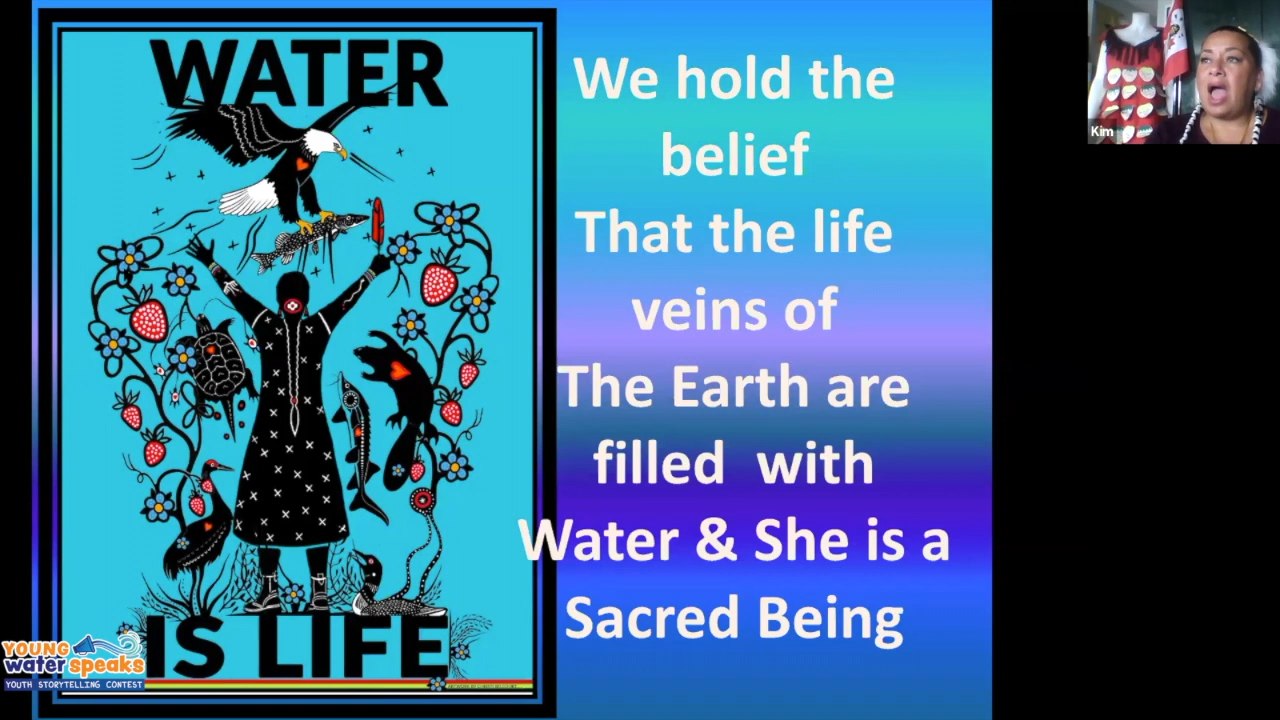 WATER
IS LIFE
We hold the
belief
That the life
veins of
The Earth are
filled with
Water & She is a
Sacred Being
Kim
YOUNG
water speaks
YOUTH STORYTELLING CONTEST